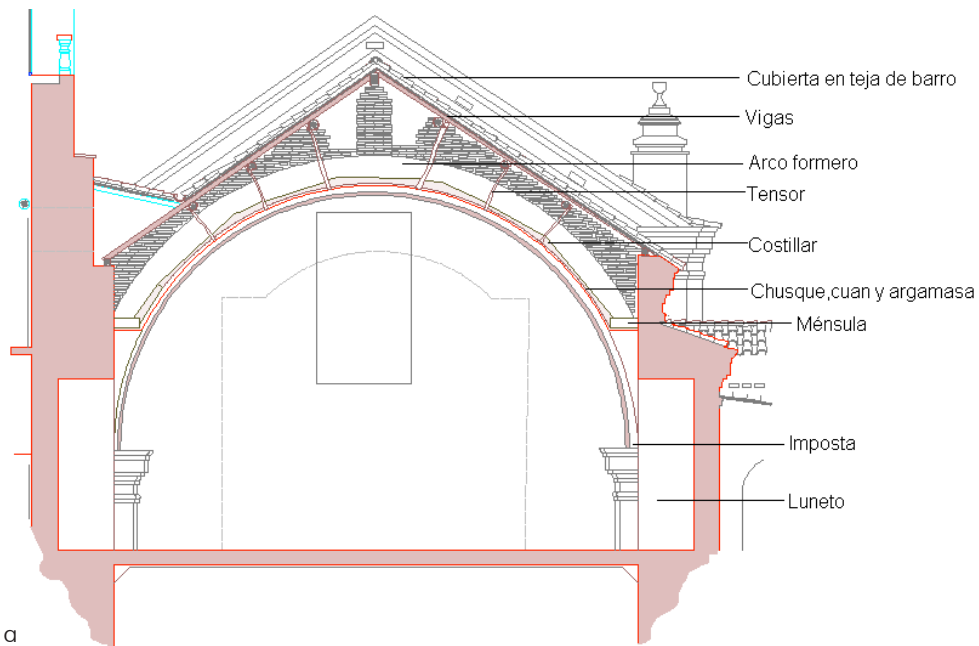 Cubierta en teja de barro
Vigas
Arco formero
Tensor
Costillar
Chusque,cuan y argamasa
Ménsula
Imposta
Luneto
a